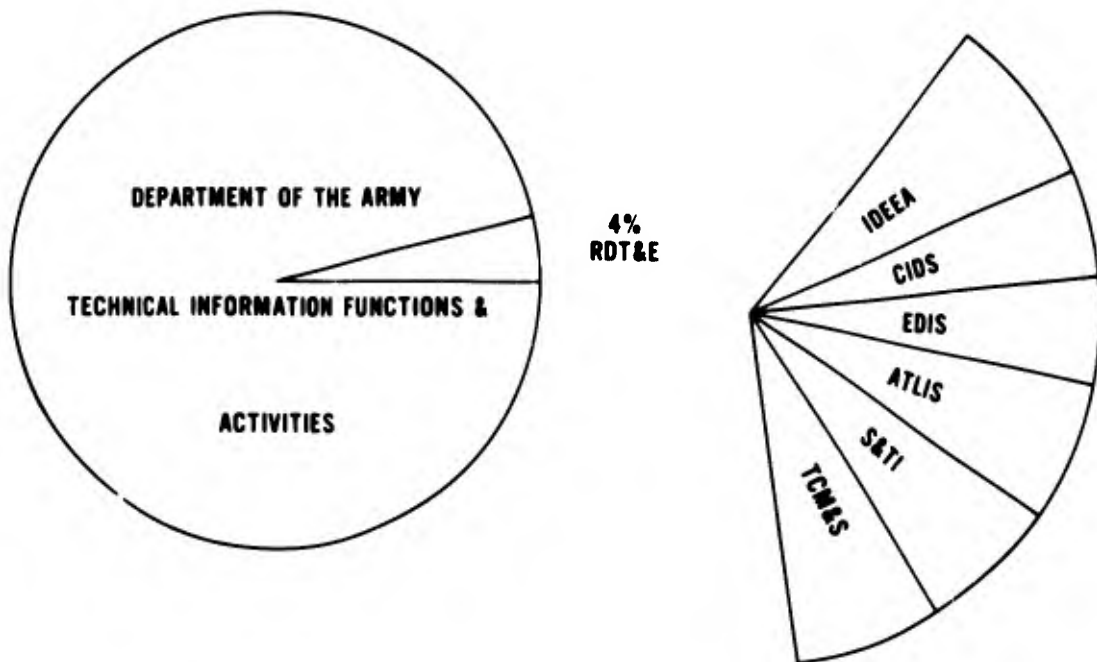 DEPARTMENT OF THE ARMY
TECHNICAL INFORMATION FUNCTIONS &
ACTIVITIES
4%
RDT&E
IDEEA
CIDS
EDIS
ATLIS
S&TI
TCM&S